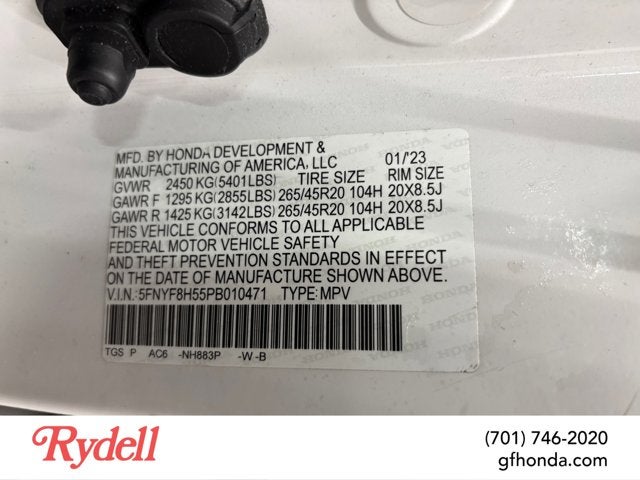 MFD. BY HONDA DEVELOPMENT &
MANUFACTURING OF AMERICA, LLC 01/'23
GVWR 2450 KG(5401LBS) TIRE SIZE RIM SIZE
GAWR F 1295 KG(2855LBS) 265/45R20 104H 20X8.5J
GAWR R 1425 KG(3142LBS) 265/45R20 104H 20X8.5J
THIS VEHICLE CONFORMS TO ALL APPLICABLE
FEDERAL MOTOR VEHICLE SAFETY
AND THEFT PREVENTION STANDARDS IN EFFECT
ON THE DATE OF MANUFACTURE SHOWN ABOVE.
V.I.N.: 5FNYF8H55PB010471 TYPE: MPV
TGS P AC6 -NH883P -W -B
Rydell
(701) 746-2020
gfhonda.com